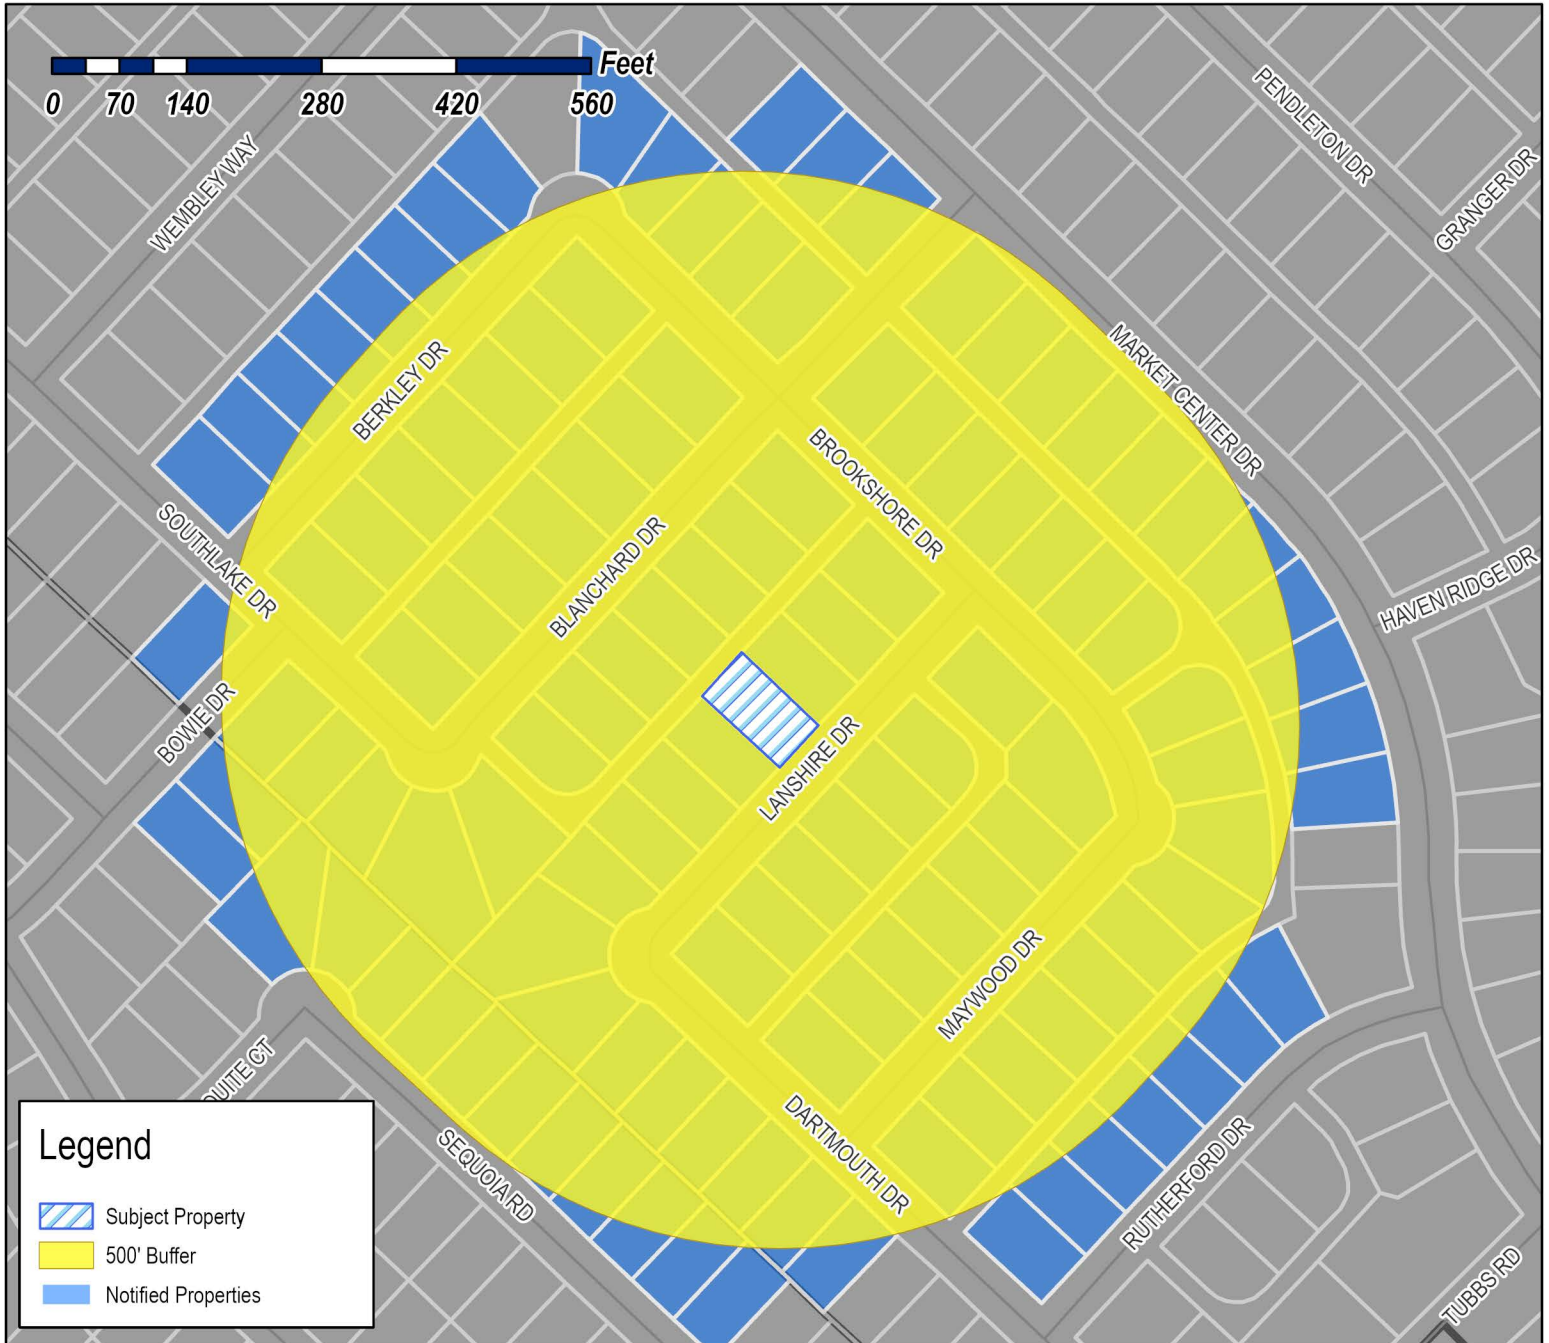 Feet
0 70 140 280 420 560
WEMBLEY WAY
PENDLETON DR
GRANGER DR
BERKLEY DR
MARKET CENTER DR
BROOKSHORE DR
SOUTHLAKE DR
BLANCHARD DR
HAVEN RIDGE DR
BOWIE DR
LANSHIRE DR
MAYWOOD DR
QUITE CT
DARTMOUTH DR
SEQUOIA RD
RUTHERFORD DR
TUBBS RD
Legend
Subject Property
500' Buffer
Notified Properties